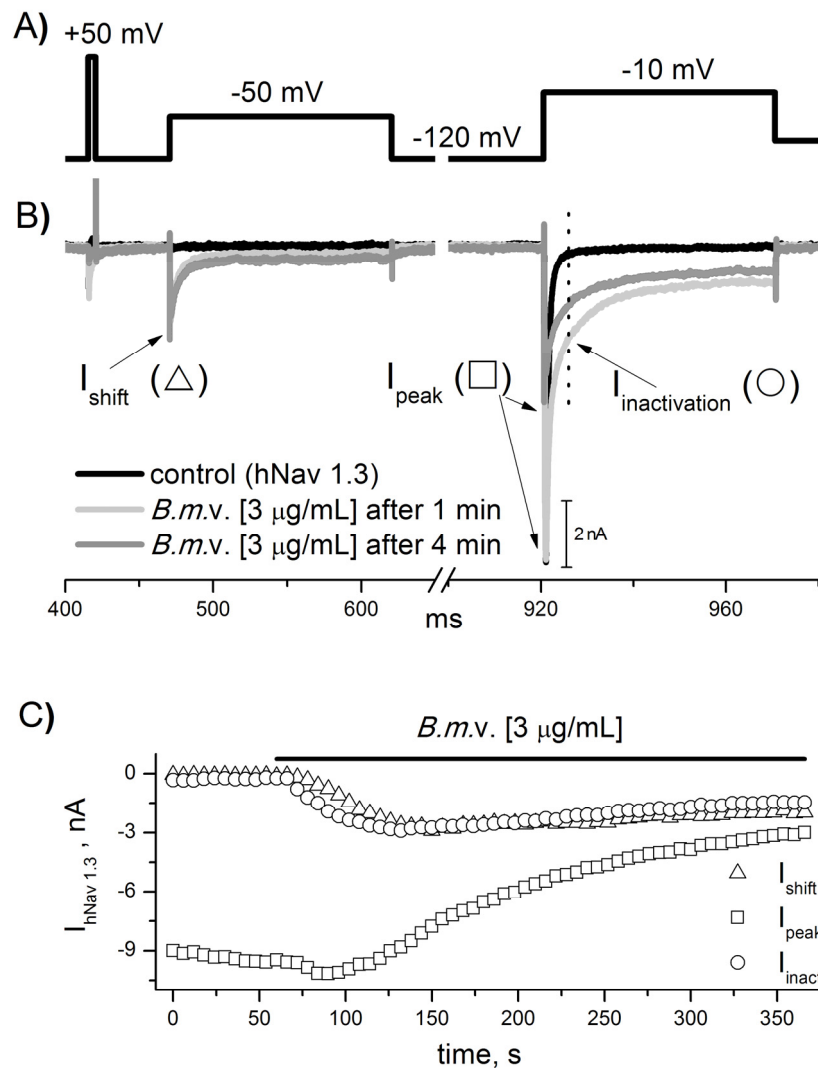 A)
+50 mV
-50 mV
-120 mV
-10 mV
B)
I shift (△)
I peak (□)
I inactivation (○)
control (hNav 1.3)
B.m.v. [3 μg/mL] after 1 min
B.m.v. [3 μg/mL] after 4 min
2 nA
400 500 600 920 960
ms
C)
B.m.v. [3 μg/mL]
0
-3
-6
-9
I hNav 1.3 , nA
I shift
I peak
I inact
0 50 100 150 200 250 300 350
time, s